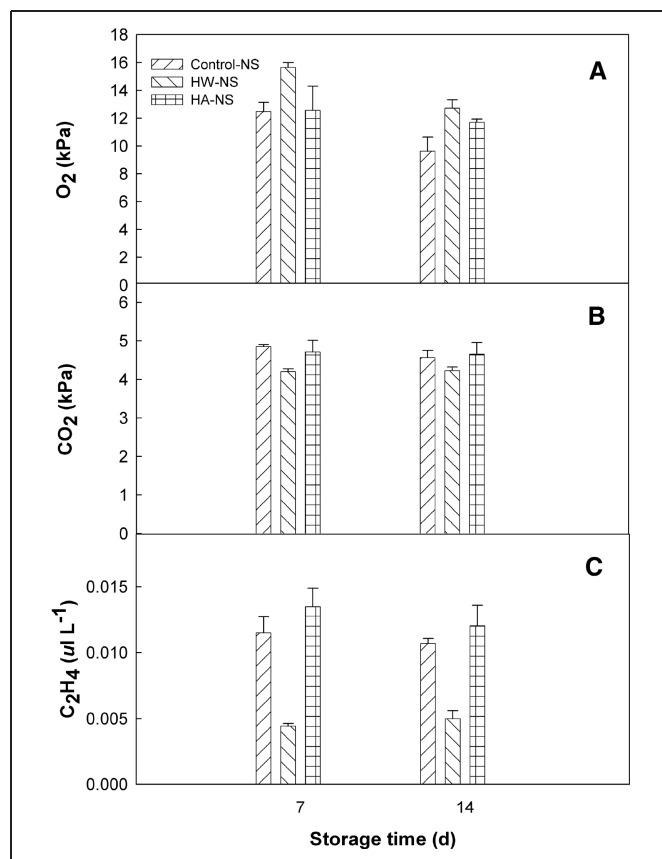 18
16
14
12
10
8
6
4
2
0
O2 (kPa)
Control-NS
HW-NS
HA-NS
A
6
5
4
3
2
1
0
CO2 (kPa)
B
0.015
0.010
0.005
0.000
C2H4 (ul L-1)
C
7 14
Storage time (d)